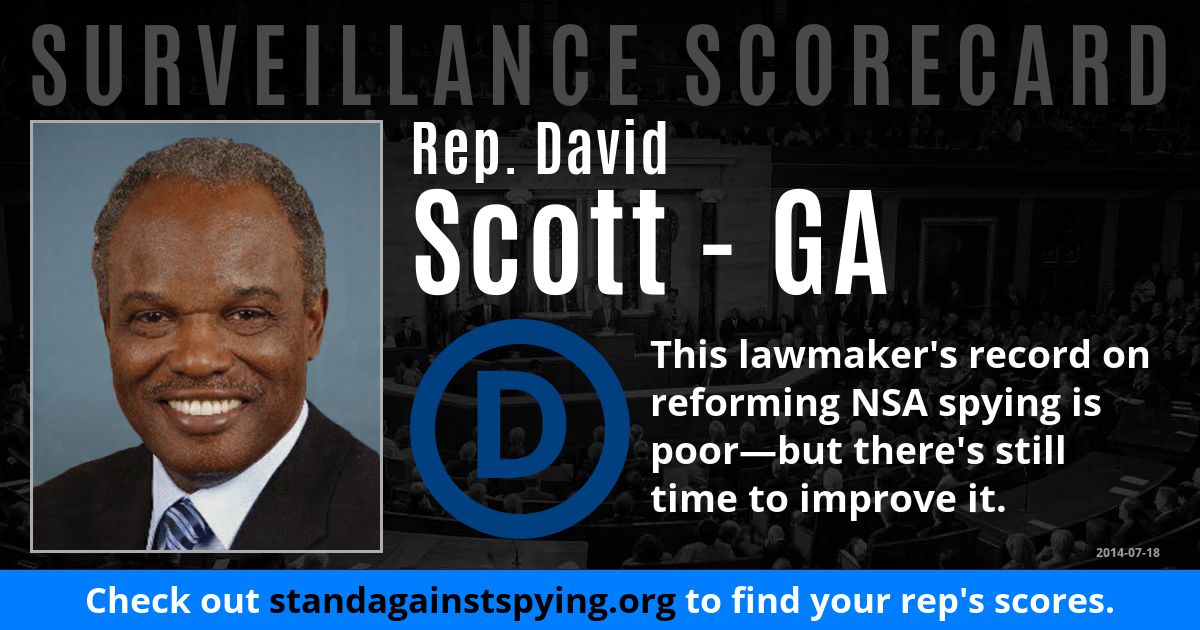 SURVEILLANCE SCORECARD
Rep. David
Scott - GA
D
This lawmaker's record on
reforming NSA spying is
poor—but there's still
time to improve it.
2014-07-18
Check out standagainstspying.org to find your rep's scores.